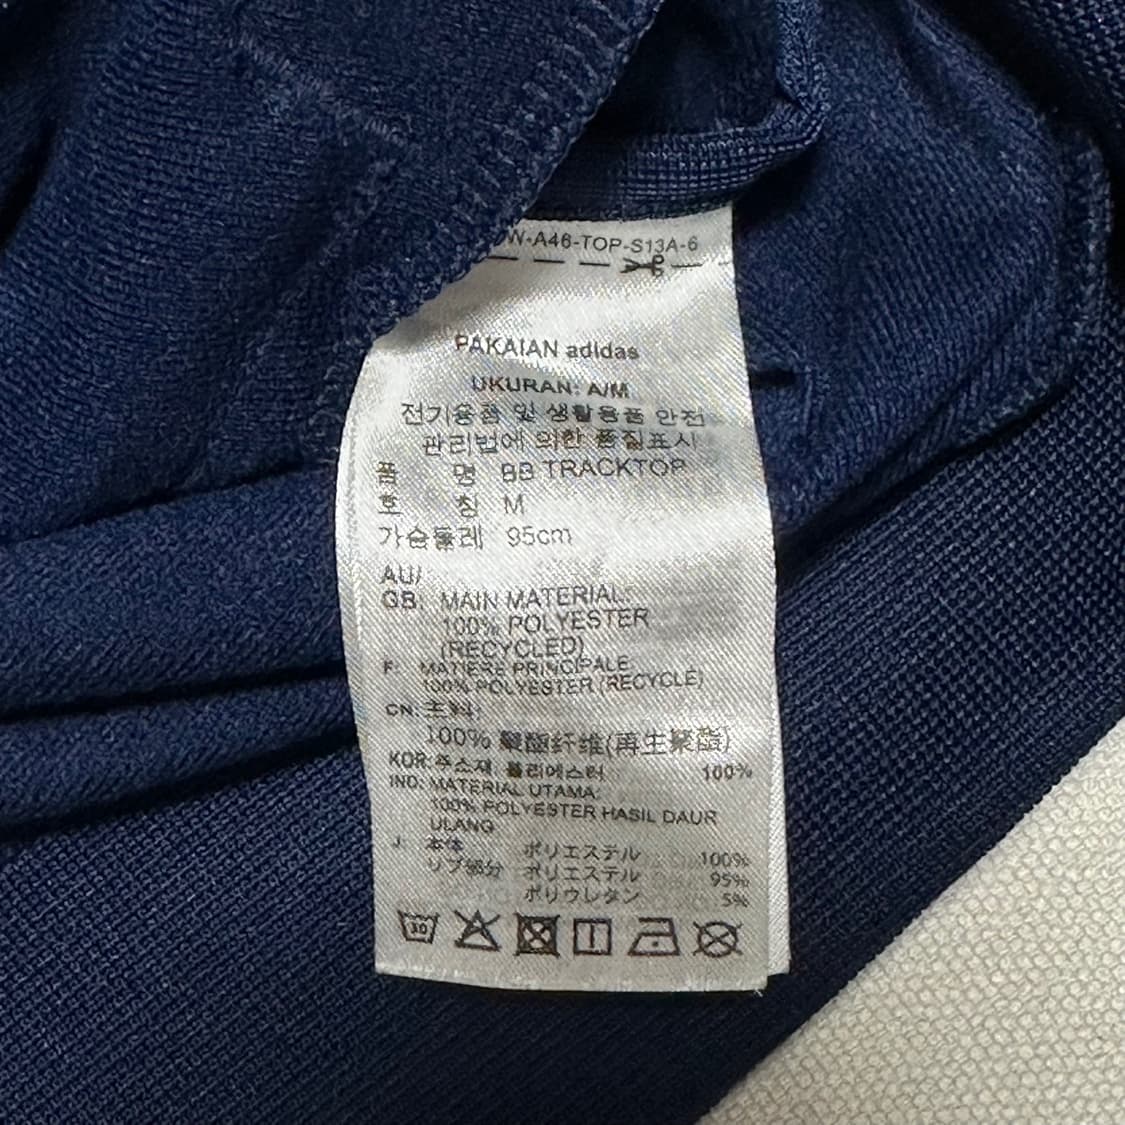 W-A46-TOP-S13A-6
PAKAIAN adidas
UKURAN: A/M
전기용품 및 생활용품 안전
관리법에 의한 품질표시
품 명 BB TRACKTOP
호 칭 M
가슴둘레 95cm
AU/
GB: MAIN MATERIAL:
100% POLYESTER
(RECYCLED)
F: MATIERE PRINCIPALE:
100% POLYESTER (RECYCLÉ)
CN: 主料:
100% 聚酯纤维(再生聚酯)
KOR: 주소재: 폴리에스터 100%
IND: MATERIAL UTAMA:
100% POLYESTER HASIL DAUR
ULANG
J: 本体 ポリエステル 100%
リブ部分 ポリエステル 95%
ポリウレタン 5%
30